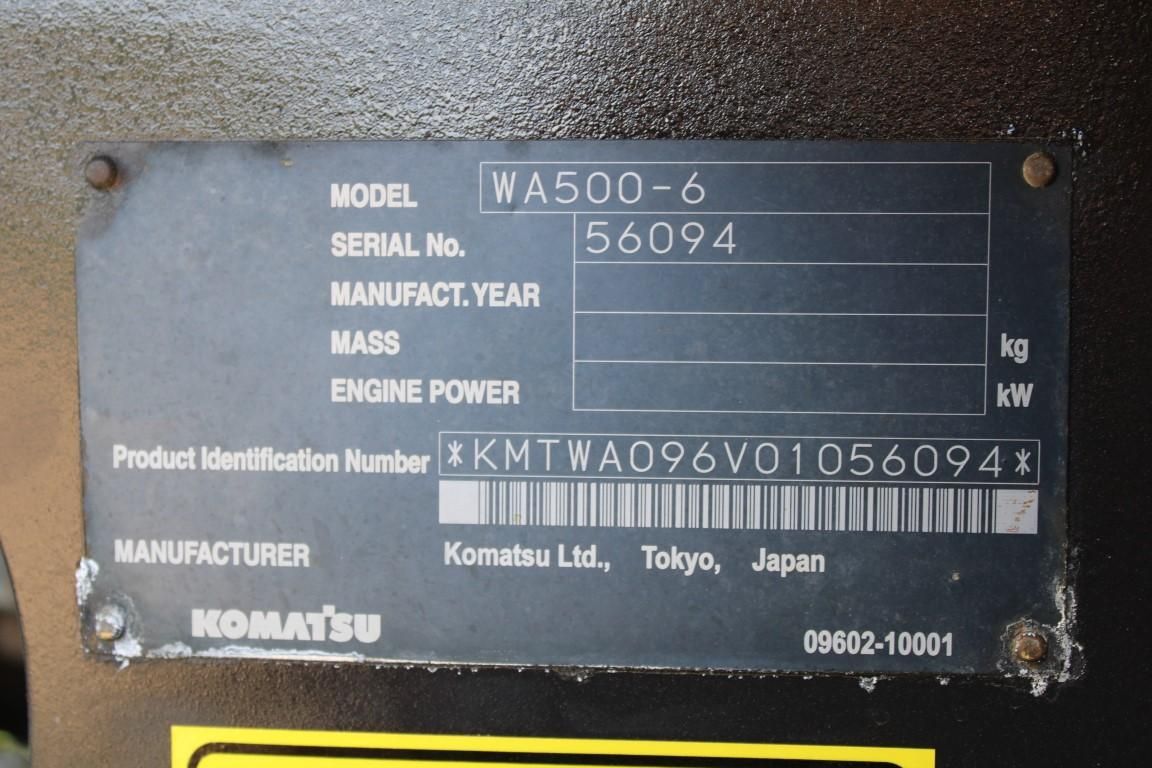 MODEL WA500-6
SERIAL No. 56094
MANUFACT. YEAR
MASS kg
ENGINE POWER kW
Product Identification Number *KMTWA096V01056094*
MANUFACTURER Komatsu Ltd., Tokyo, Japan
KOMATSU 09602-10001